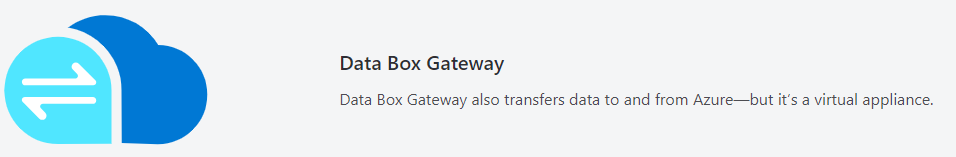 Data Box Gateway
Data Box Gateway also transfers data to and from Azure—but it’s a virtual appliance.